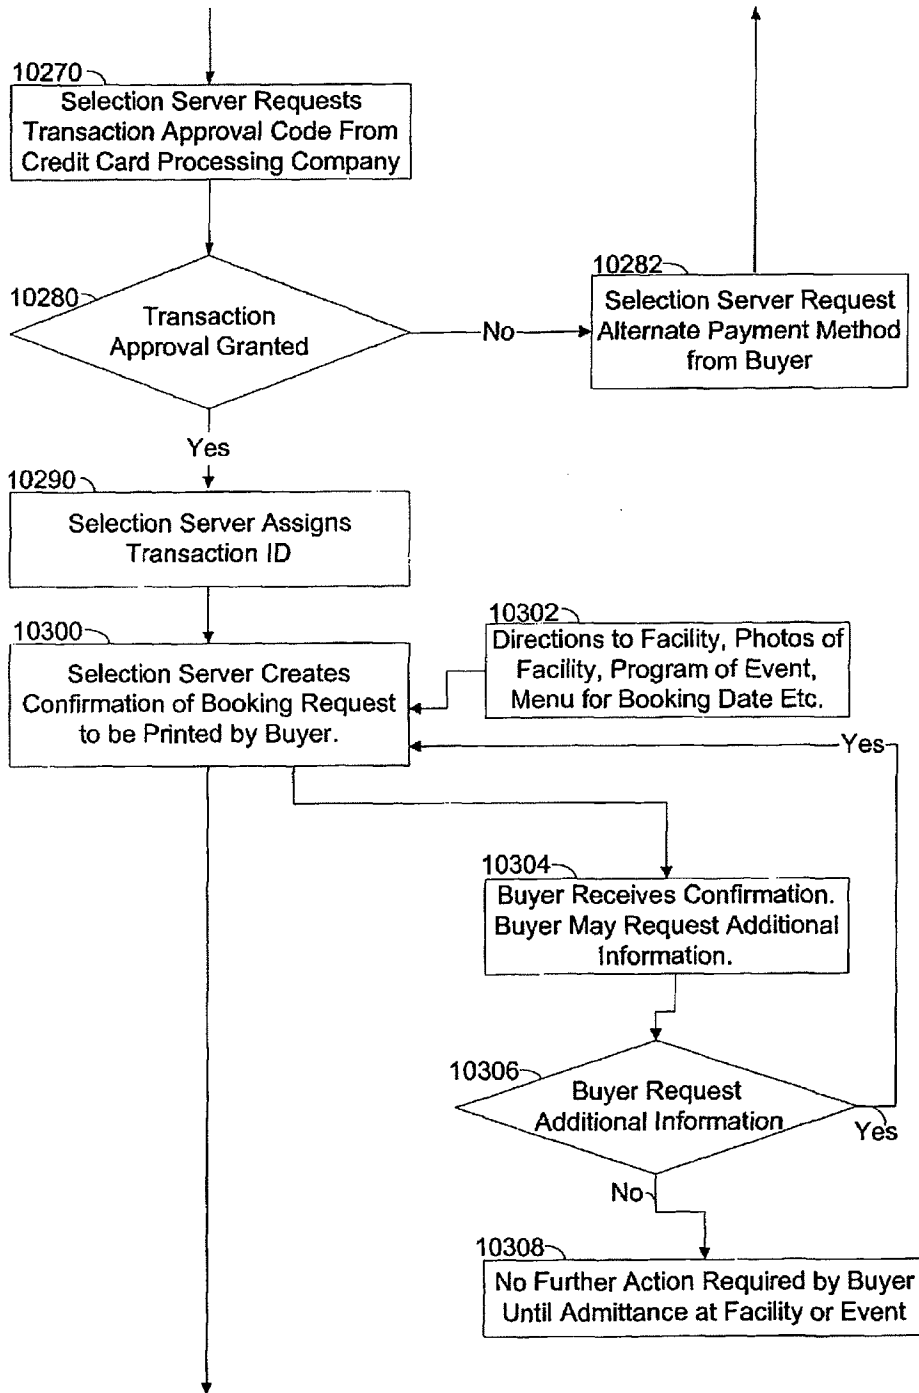 10270
Selection Server Requests
Transaction Approval Code From
Credit Card Processing Company
10280
Transaction
Approval Granted
No
10282
Selection Server Request
Alternate Payment Method
from Buyer
Yes
10290
Selection Server Assigns
Transaction ID
10300
Selection Server Creates
Confirmation of Booking Request
to be Printed by Buyer.
10302
Directions to Facility, Photos of
Facility, Program of Event,
Menu for Booking Date Etc.
Yes
10304
Buyer Receives Confirmation.
Buyer May Request Additional
Information.
10306
Buyer Request
Additional Information
Yes
No
10308
No Further Action Required by Buyer
Until Admittance at Facility or Event